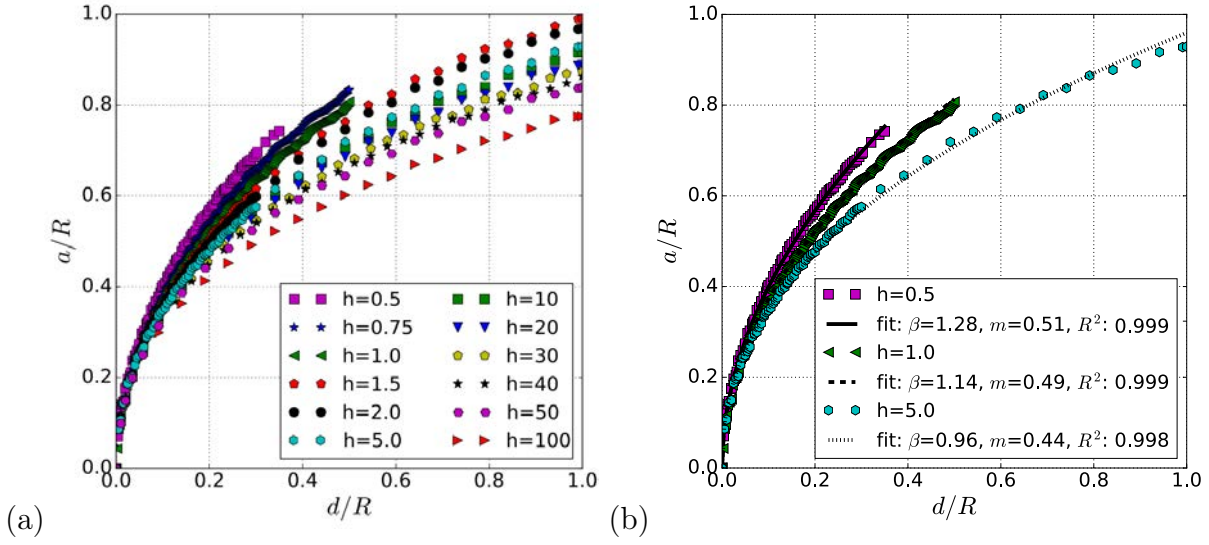 1.0
0.8
0.6
0.4
0.2
0.0
a/R
0.0 0.2 0.4 0.6 0.8 1.0
d/R
h=0.5 h=10
h=0.75 h=20
h=1.0 h=30
h=1.5 h=40
h=2.0 h=50
h=5.0 h=100
(a)
1.0
0.8
0.6
0.4
0.2
0.0
a/R
0.0 0.2 0.4 0.6 0.8 1.0
d/R
h=0.5
fit: β=1.28, m=0.51, R²: 0.999
h=1.0
fit: β=1.14, m=0.49, R²: 0.999
h=5.0
fit: β=0.96, m=0.44, R²: 0.998
(b)